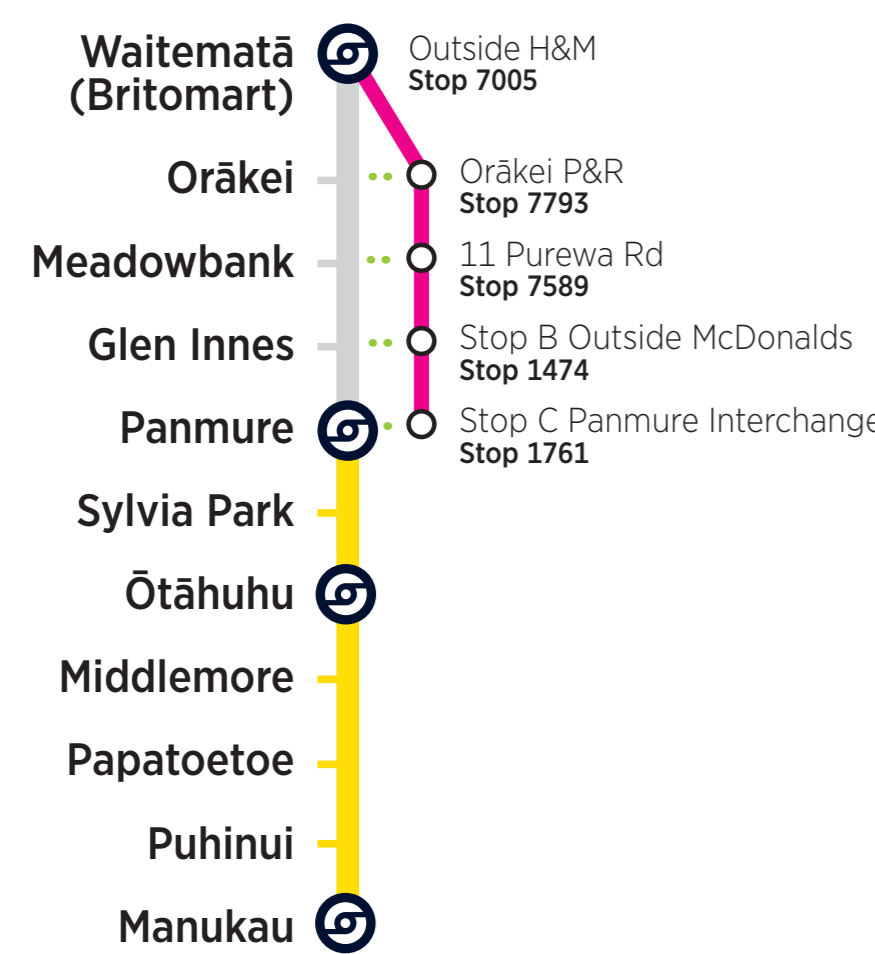 Waitematā
(Britomart)
Outside H&M
Stop 7005
Orākei
Orākei P&R
Stop 7793
Meadowbank
11 Purewa Rd
Stop 7589
Glen Innes
Stop B Outside McDonalds
Stop 1474
Panmure
Stop C Panmure Interchange
Stop 1761
Sylvia Park
Ōtāhuhu
Middlemore
Papatoetoe
Puhinui
Manukau